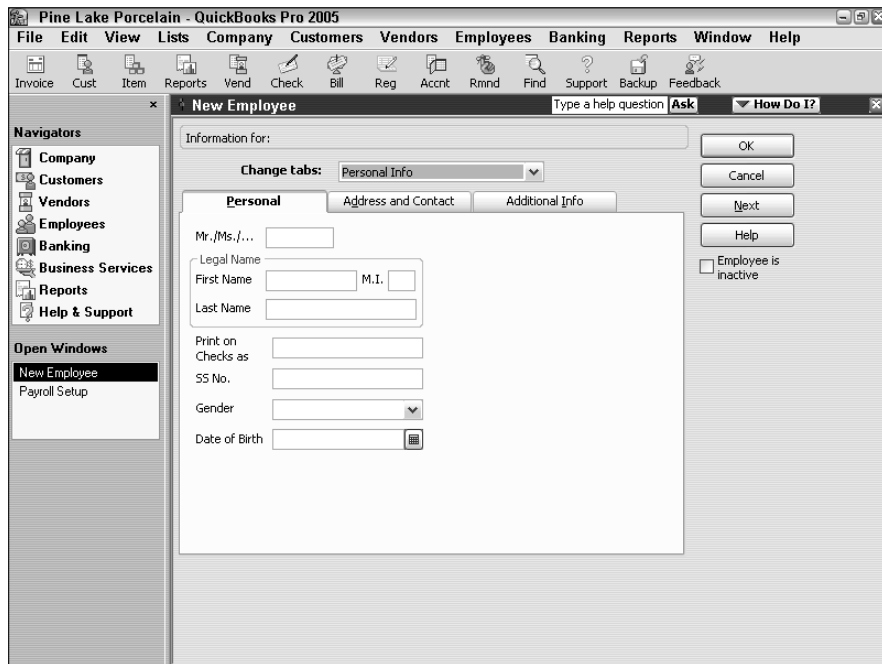 Pine Lake Porcelain - QuickBooks Pro 2005
File Edit View Lists Company Customers Vendors Employees Banking Reports Window Help
Invoice Cust Item Reports Vend Check Bill Reg Accnt Rmnd Find Support Backup Feedback
New Employee Type a help question Ask How Do I?
Navigators
Company
Customers
Vendors
Employees
Banking
Business Services
Reports
Help & Support
Open Windows
New Employee
Payroll Setup
Information for:
Change tabs: Personal Info
Personal Address and Contact Additional Info
Mr./Ms./...
Legal Name
First Name M.I.
Last Name
Print on
Checks as
SS No.
Gender
Date of Birth
OK
Cancel
Next
Help
Employee is
inactive